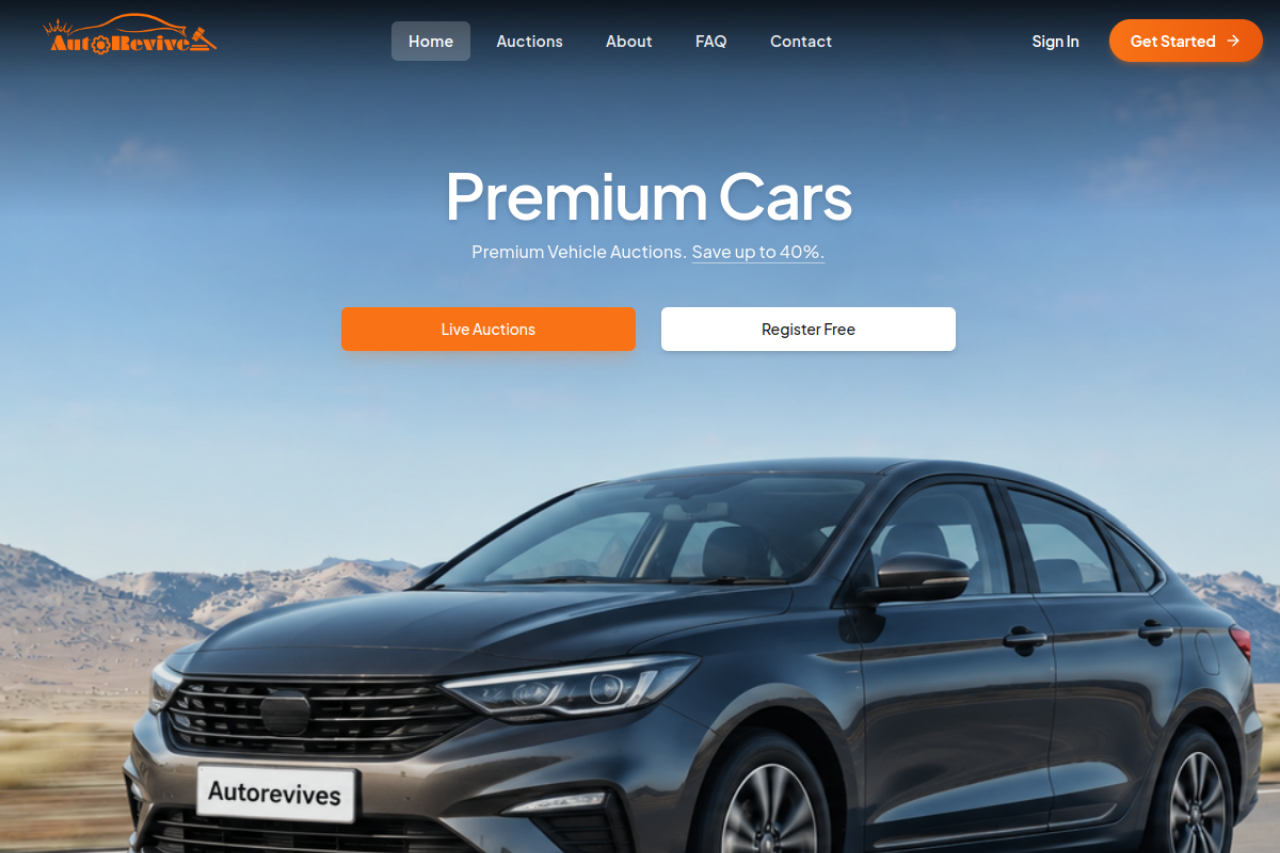 AutoRevive
Home
Auctions
About
FAQ
Contact
Sign In
Get Started
Premium Cars
Premium Vehicle Auctions. Save up to 40%.
Live Auctions
Register Free
Autorevives